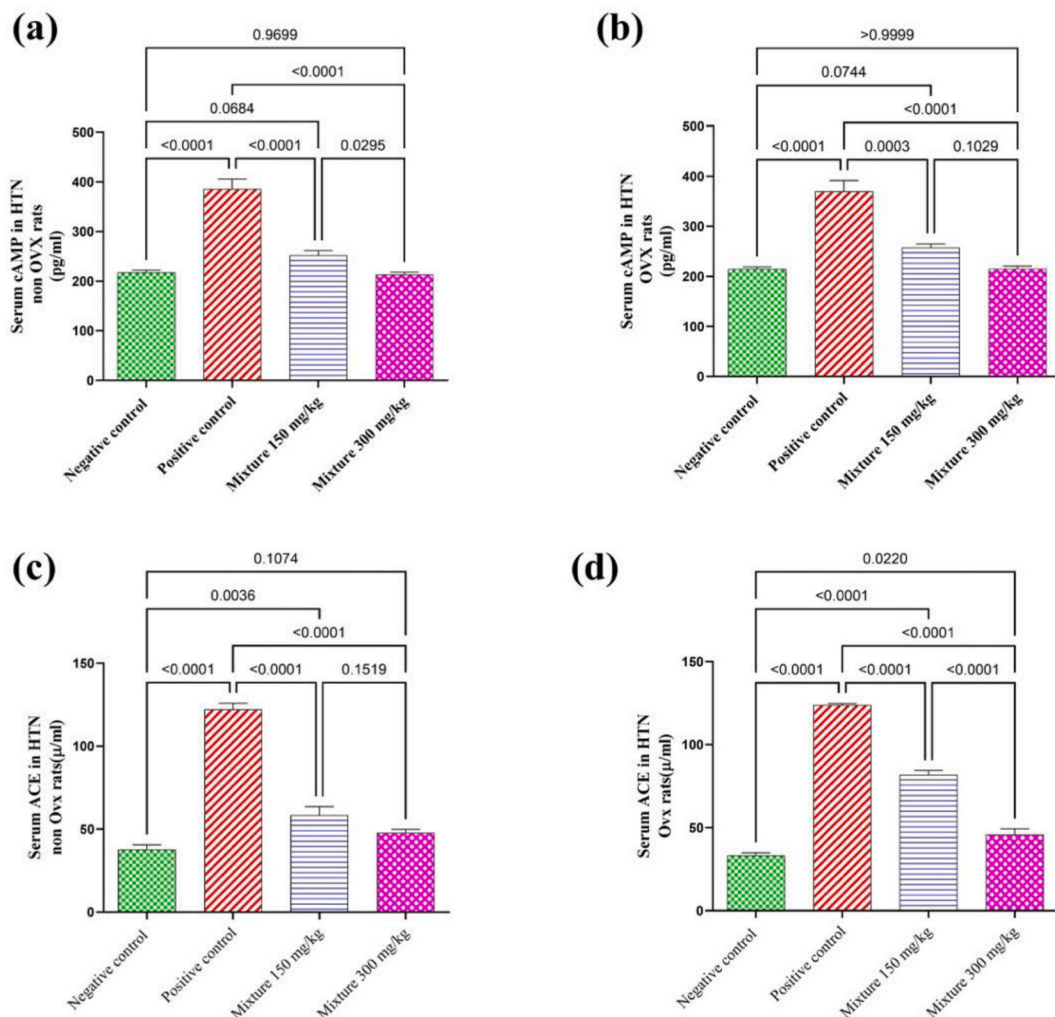 (a)
0.9699
<0.0001
0.0684
<0.0001
<0.0001
0.0295
Serum cAMP in HTN
non OVX rats
(pg/ml)
500
400
300
200
100
0
Negative control
Positive control
Mixture 150 mg/kg
Mixture 300 mg/kg
(b)
>0.9999
0.0744
<0.0001
<0.0001
0.0003
0.1029
Serum cAMP in HTN
OVX rats
(pg/ml)
500
400
300
200
100
0
Negative control
Positive control
Mixture 150 mg/kg
Mixture 300 mg/kg
(c)
0.1074
0.0036
<0.0001
<0.0001
<0.0001
0.1519
Serum ACE in HTN
non Ovx rats(μ/ml)
150
100
50
0
Negative control
Positive control
Mixture 150 mg/kg
Mixture 300 mg/kg
(d)
0.0220
<0.0001
<0.0001
<0.0001
<0.0001
<0.0001
Serum ACE in HTN
Ovx rats(μ/ml)
150
100
50
0
Negative control
Positive control
Mixture 150 mg/kg
Mixture 300 mg/kg